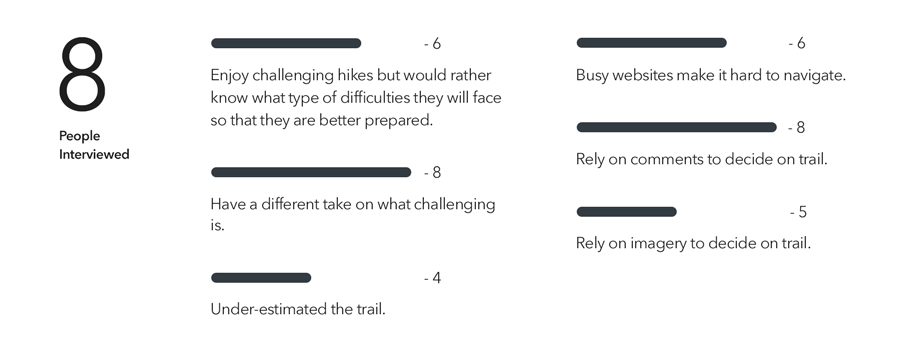 8
People
Interviewed
- 6
Enjoy challenging hikes but would rather
know what type of difficulties they will face
so that they are better prepared.
- 8
Have a different take on what challenging
is.
- 4
Under-estimated the trail.
- 6
Busy websites make it hard to navigate.
- 8
Rely on comments to decide on trail.
- 5
Rely on imagery to decide on trail.